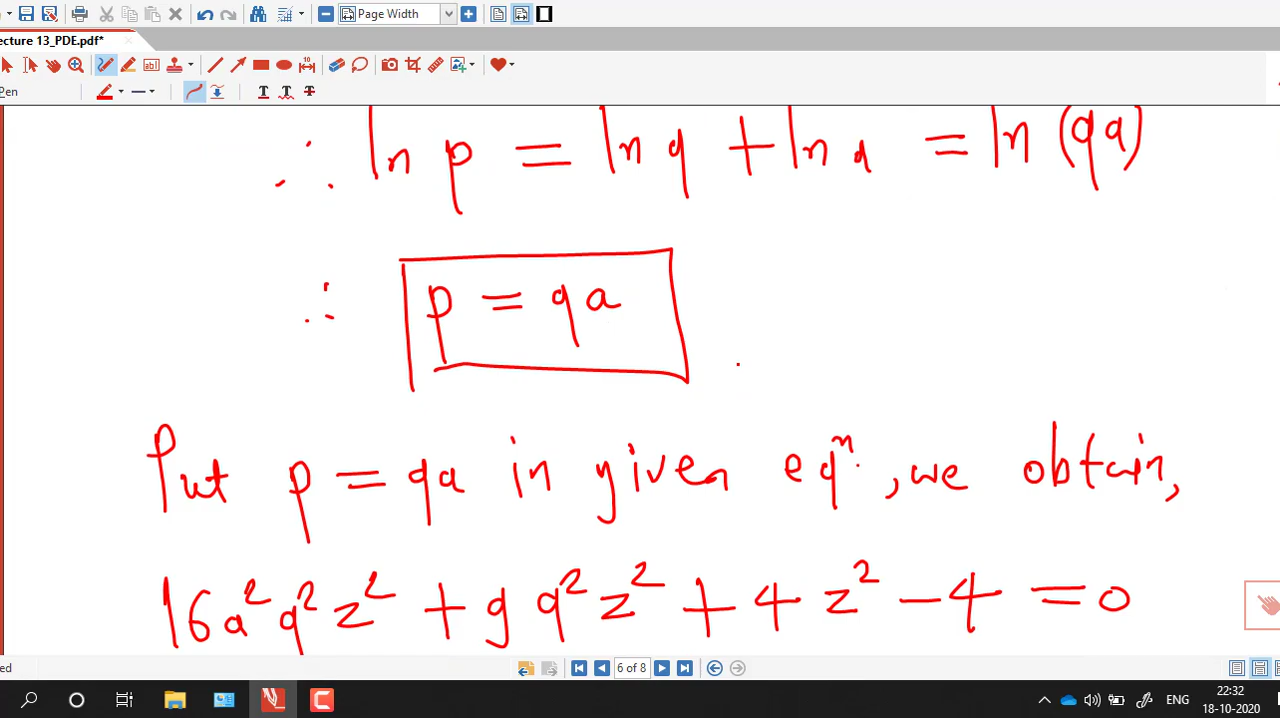 Page Width
ecture 13_PDE.pdf*
Pen
∴ ln p = ln q + ln a = ln (qa)
∴ p = qa
Put p = qa in given eqⁿ, we obtain,
16a²q²z² + 9q²z² + 4z² - 4 = 0
ed
6 of 8
ENG
22:32
18-10-2020